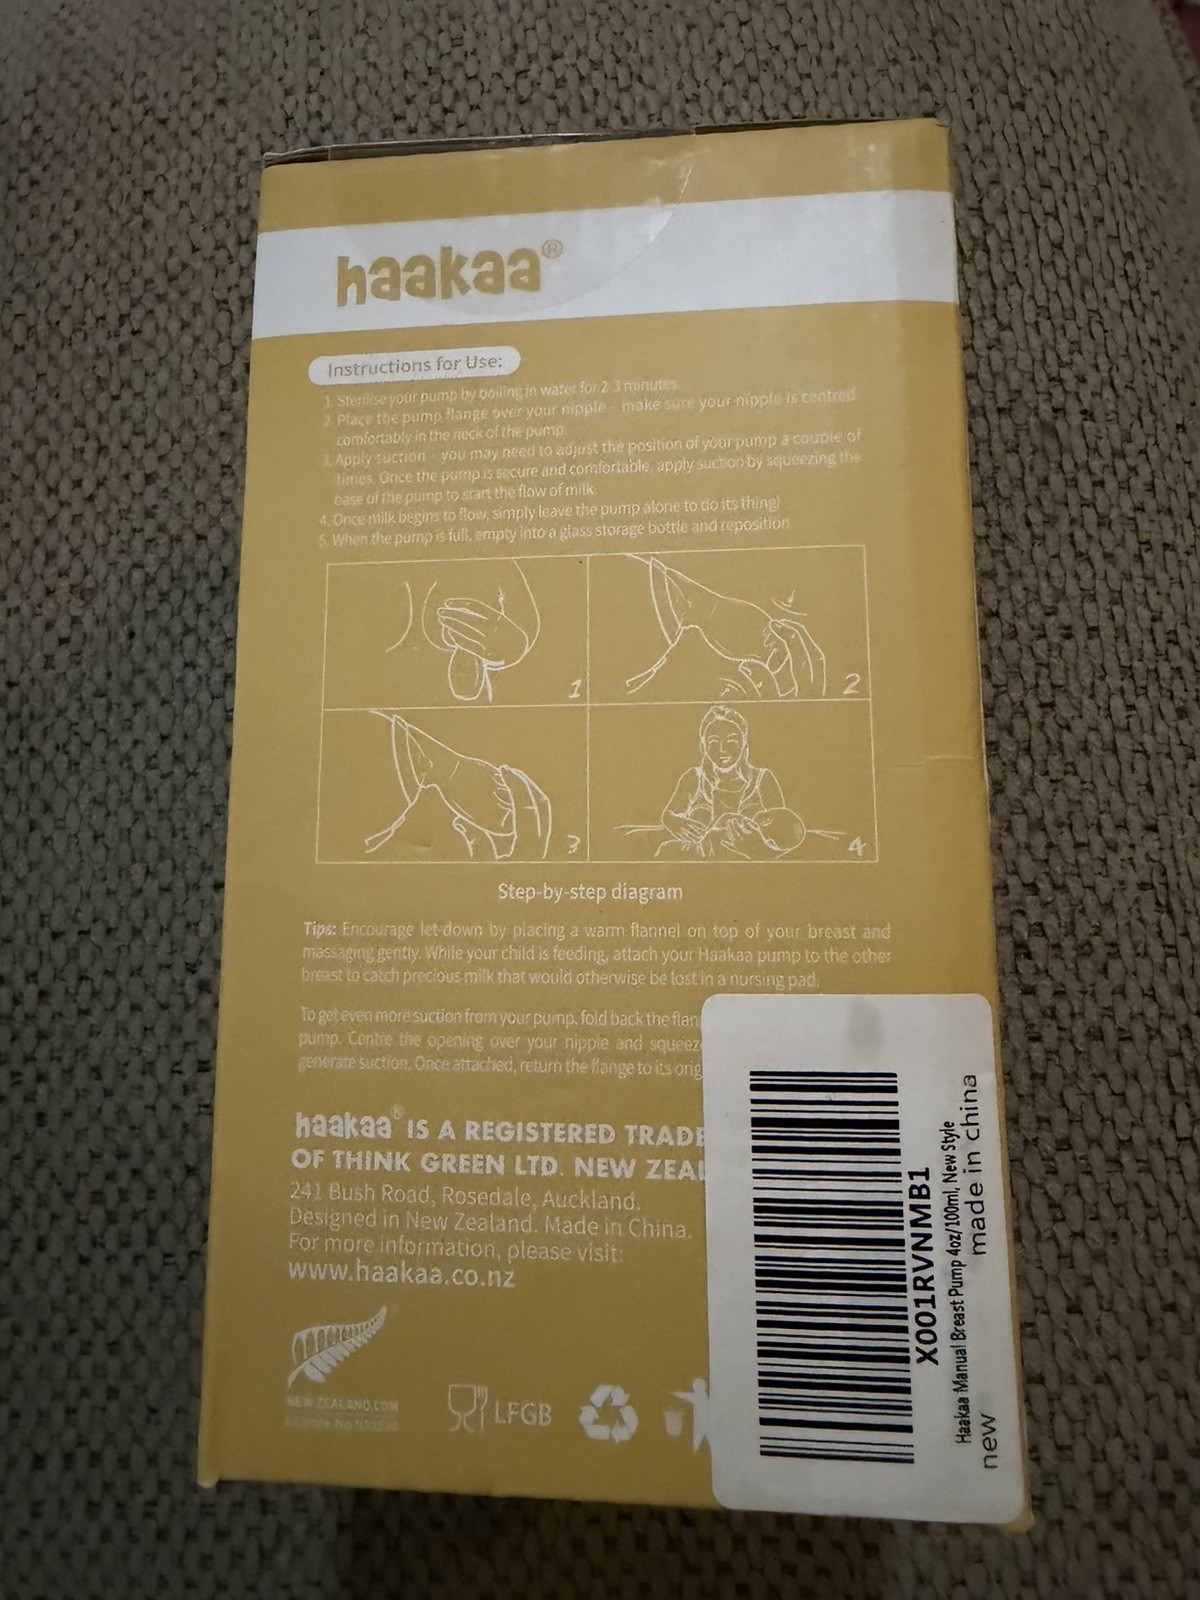 haakaa®
Instructions for Use:
1. Sterilise your pump by boiling in water for 2-3 minutes.
2. Place the pump flange over your nipple - make sure your nipple is centred
comfortably in the neck of the pump.
3. Apply suction - you may need to adjust the position of your pump a couple of
times. Once the pump is secure and comfortable, apply suction by squeezing the
base of the pump to start the flow of milk.
4. Once milk begins to flow, simply leave the pump alone to do its thing!
5. When the pump is full, empty into a glass storage bottle and reposition.
1
2
3
4
Step-by-step diagram
Tips: Encourage let-down by placing a warm flannel on top of your breast and
massaging gently. While your child is feeding, attach your Haakaa pump to the other
breast to catch precious milk that would otherwise be lost in a nursing pad.
To get even more suction from your pump, fold back the flan
pump. Centre the opening over your nipple and squeez
generate suction. Once attached, return the flange to its orig
haakaa® IS A REGISTERED TRADE
OF THINK GREEN LTD. NEW ZEAL
241 Bush Road, Rosedale, Auckland.
Designed in New Zealand. Made in China.
For more information, please visit:
www.haakaa.co.nz
NEW ZEALAND.COM
LFGB
X001RVNMB1
Haakaa Manual Breast Pump 4oz/100ml, New Style
new made in china